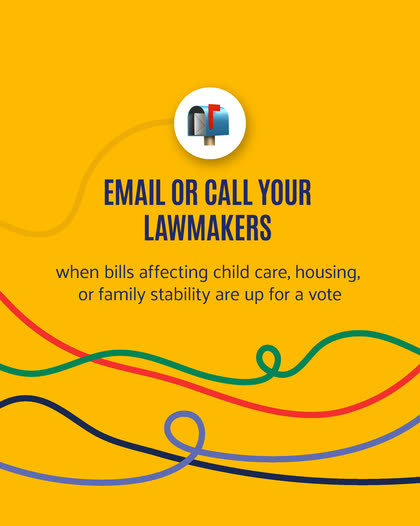 EMAIL OR CALL YOUR
LAWMAKERS
when bills affecting child care, housing,
or family stability are up for a vote